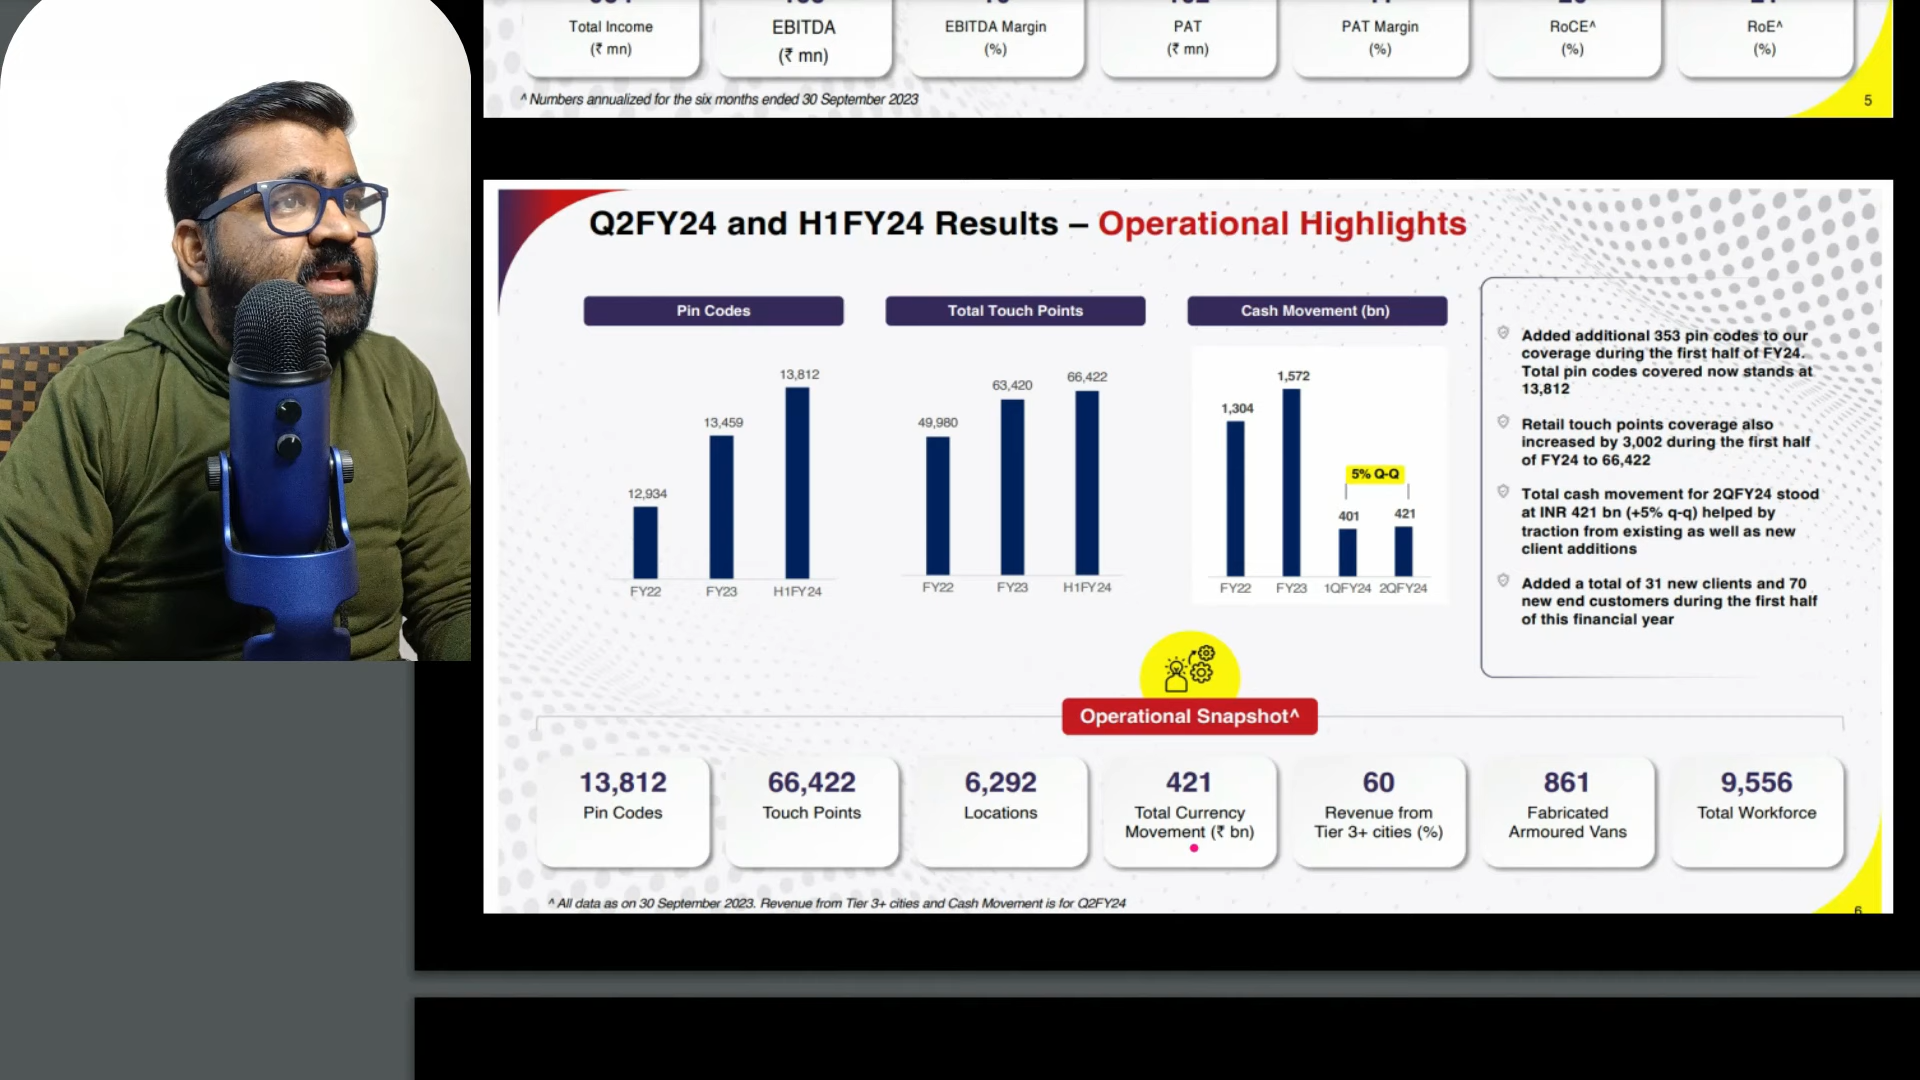 Total Income
(₹ mn)
EBITDA
(₹ mn)
EBITDA Margin
(%)
PAT
(₹ mn)
PAT Margin
(%)
RoCE^
(%)
RoE^
(%)
^ Numbers annualized for the six months ended 30 September 2023
5
Q2FY24 and H1FY24 Results – Operational Highlights
Pin Codes
12,934
13,459
13,812
FY22
FY23
H1FY24
Total Touch Points
49,980
63,420
66,422
FY22
FY23
H1FY24
Cash Movement (bn)
1,304
1,572
5% Q-Q
401
421
FY22
FY23
1QFY24
2QFY24
Added additional 353 pin codes to our
coverage during the first half of FY24.
Total pin codes covered now stands at
13,812
Retail touch points coverage also
increased by 3,002 during the first half
of FY24 to 66,422
Total cash movement for 2QFY24 stood
at INR 421 bn (+5% q-q) helped by
traction from existing as well as new
client additions
Added a total of 31 new clients and 70
new end customers during the first half
of this financial year
Operational Snapshot^
13,812
Pin Codes
66,422
Touch Points
6,292
Locations
421
Total Currency
Movement (₹ bn)
60
Revenue from
Tier 3+ cities (%)
861
Fabricated
Armoured Vans
9,556
Total Workforce
^ All data as on 30 September 2023. Revenue from Tier 3+ cities and Cash Movement is for Q2FY24
6